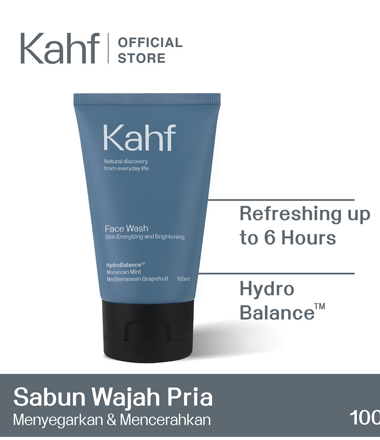 Kahf
OFFICIAL
STORE
Kahf
Natural discovery
from everyday life
Face Wash
Skin Energizing and Brightening
HydroBalance™
Moroccan Mint
Mediterranean Grapefruit 100ml
Refreshing up
to 6 Hours
Hydro
Balance™
Sabun Wajah Pria
Menyegarkan & Mencerahkan
100